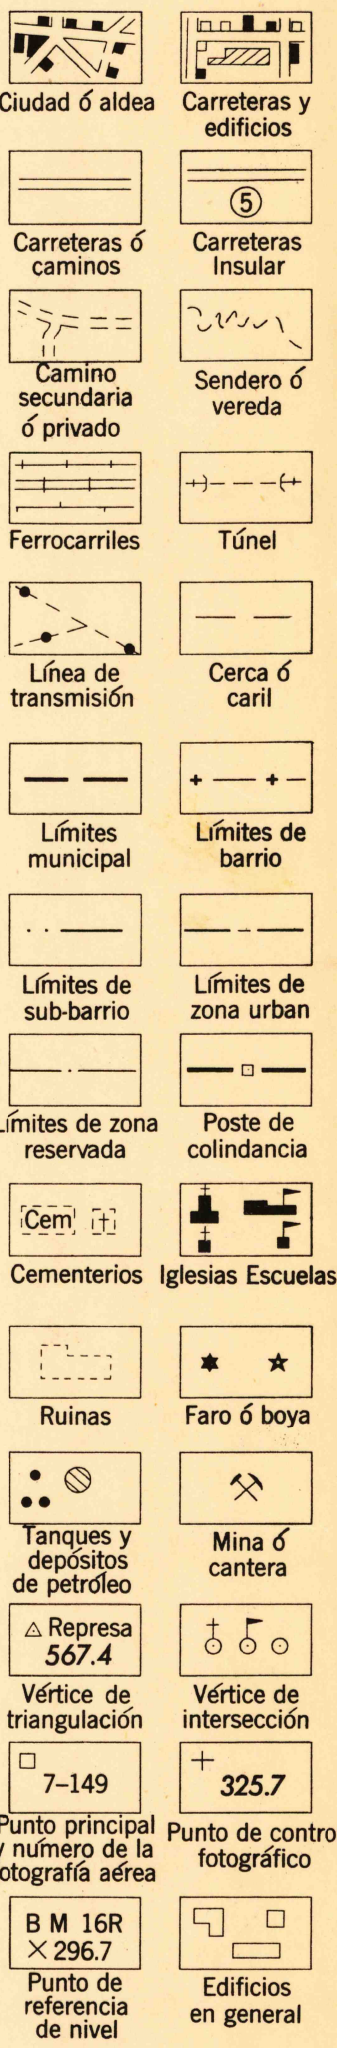 Ciudad ó aldea
Carreteras y
edificios
Carreteras ó
caminos
5
Carreteras
Insular
Camino
secundaria
ó privado
Sendero ó
vereda
Ferrocarriles
Túnel
Línea de
transmisión
Cerca ó
caril
Límites
municipal
Límites de
barrio
Límites de
sub-barrio
Límites de
zona urban
Límites de zona
reservada
Poste de
colindancia
Cem
Cementerios
Iglesias Escuelas
Ruinas
Faro ó boya
Tanques y
depósitos
de petróleo
Mina ó
cantera
Represa
567.4
Vértice de
triangulación
Vértice de
intersección
7-149
Punto principal
y número de la
otografía aérea
325.7
Punto de contro
fotográfico
B M 16R
× 296.7
Punto de
referencia
de nivel
Edificios
en general